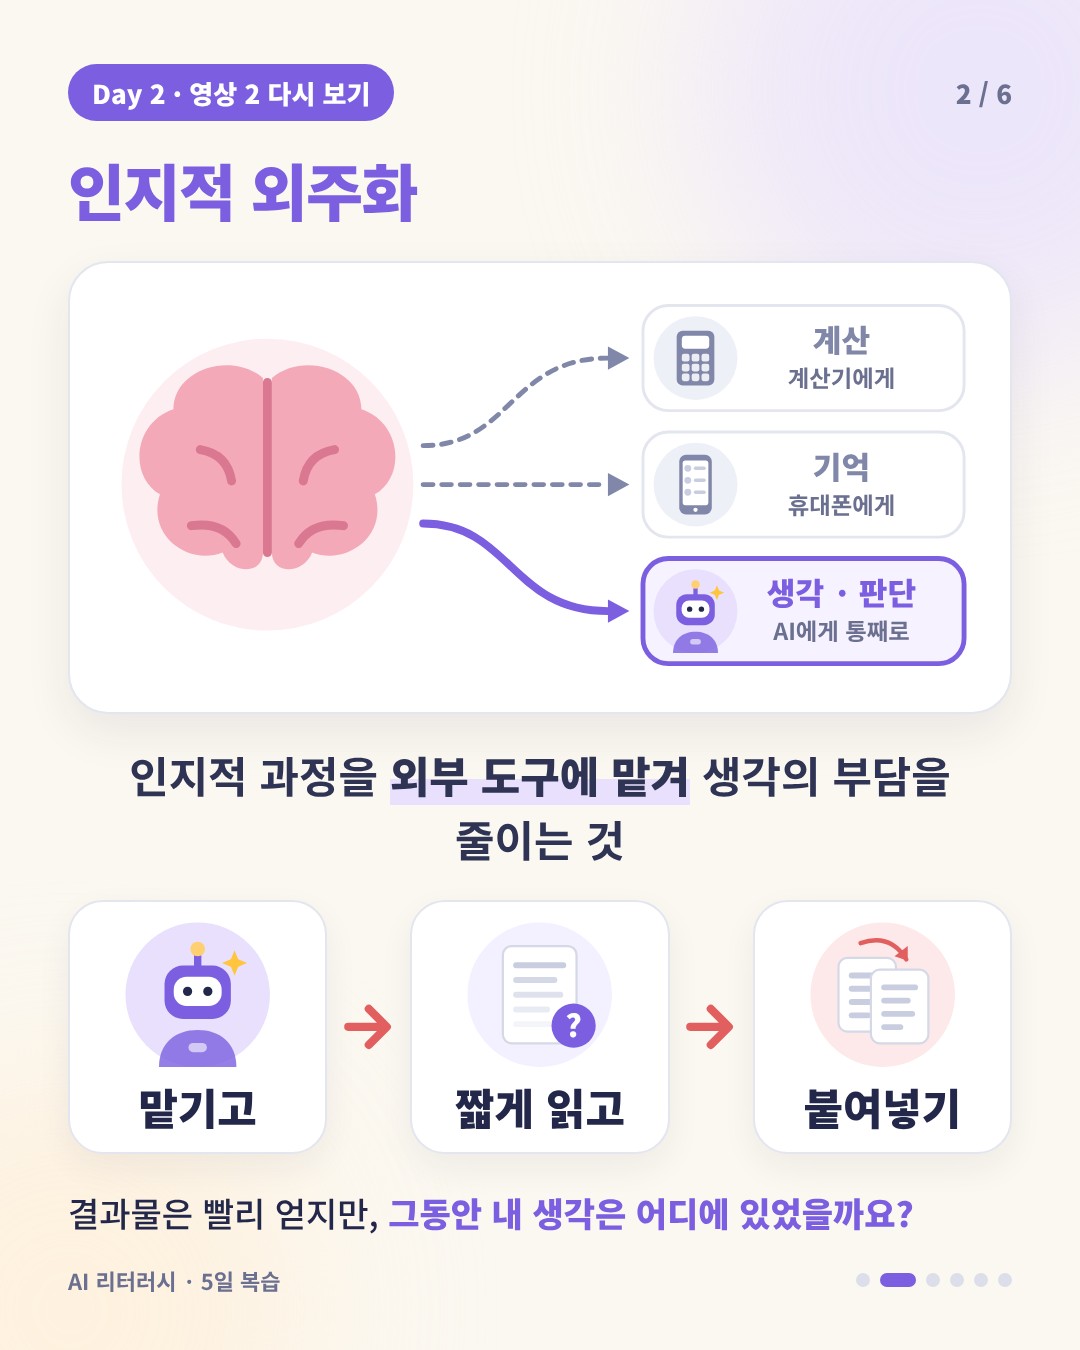 Day 2 · 영상 2 다시 보기
2 / 6
인지적 외주화
계산
계산기에게
기억
휴대폰에게
생각 · 판단
AI에게 통째로
인지적 과정을 외부 도구에 맡겨 생각의 부담을
줄이는 것
맡기고
?
짧게 읽고
붙여넣기
결과물은 빨리 얻지만, 그동안 내 생각은 어디에 있었을까요?
AI 리터러시 · 5일 복습